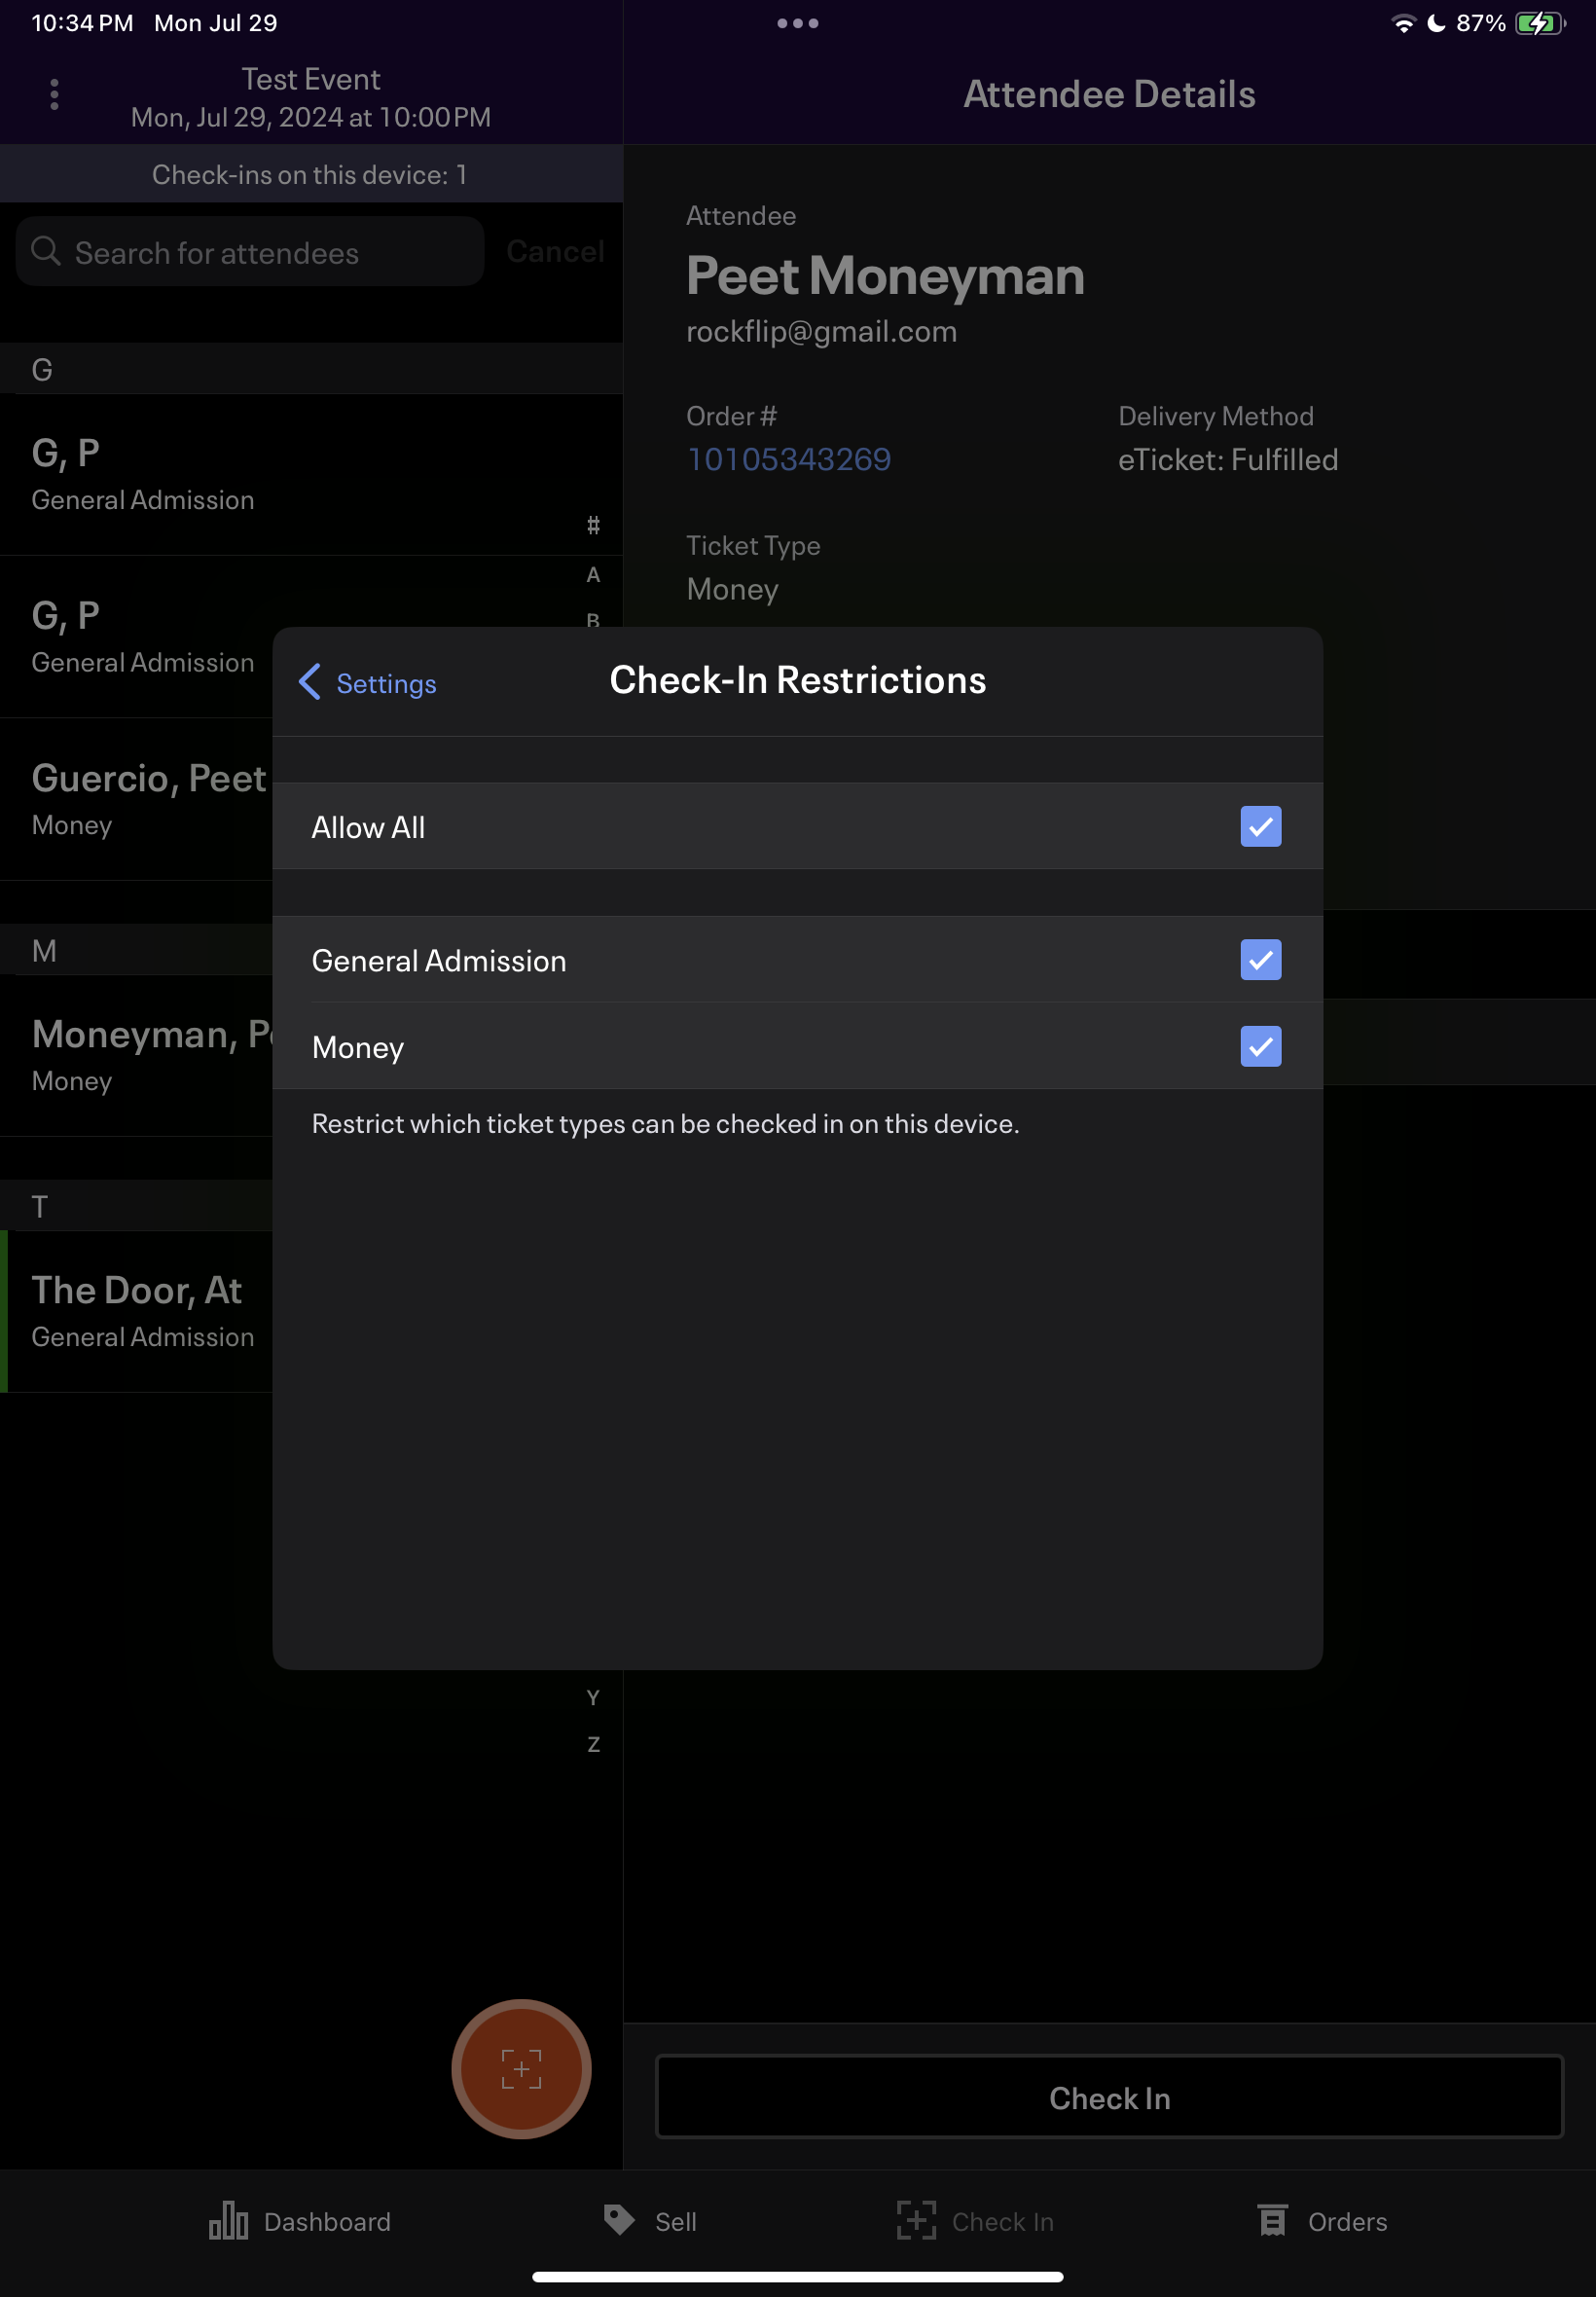 10:34 PM Mon Jul 29
87%
Test Event
Mon, Jul 29, 2024 at 10:00 PM
Check-ins on this device: 1
Search for attendees
Cancel
G
G, P
General Admission
G, P
General Admission
Guercio, Peet
Money
M
Moneyman,
Money
T
The Door, At
General Admission
#
A
B
Y
Z
Attendee Details
Attendee
Peet Moneyman
rockflip@gmail.com
Order #
Delivery Method
10105343269
eTicket: Fulfilled
Ticket Type
Money
Settings
Check-In Restrictions
Allow All
General Admission
Money
Restrict which ticket types can be checked in on this device.
Check In
Dashboard
Sell
Check In
Orders